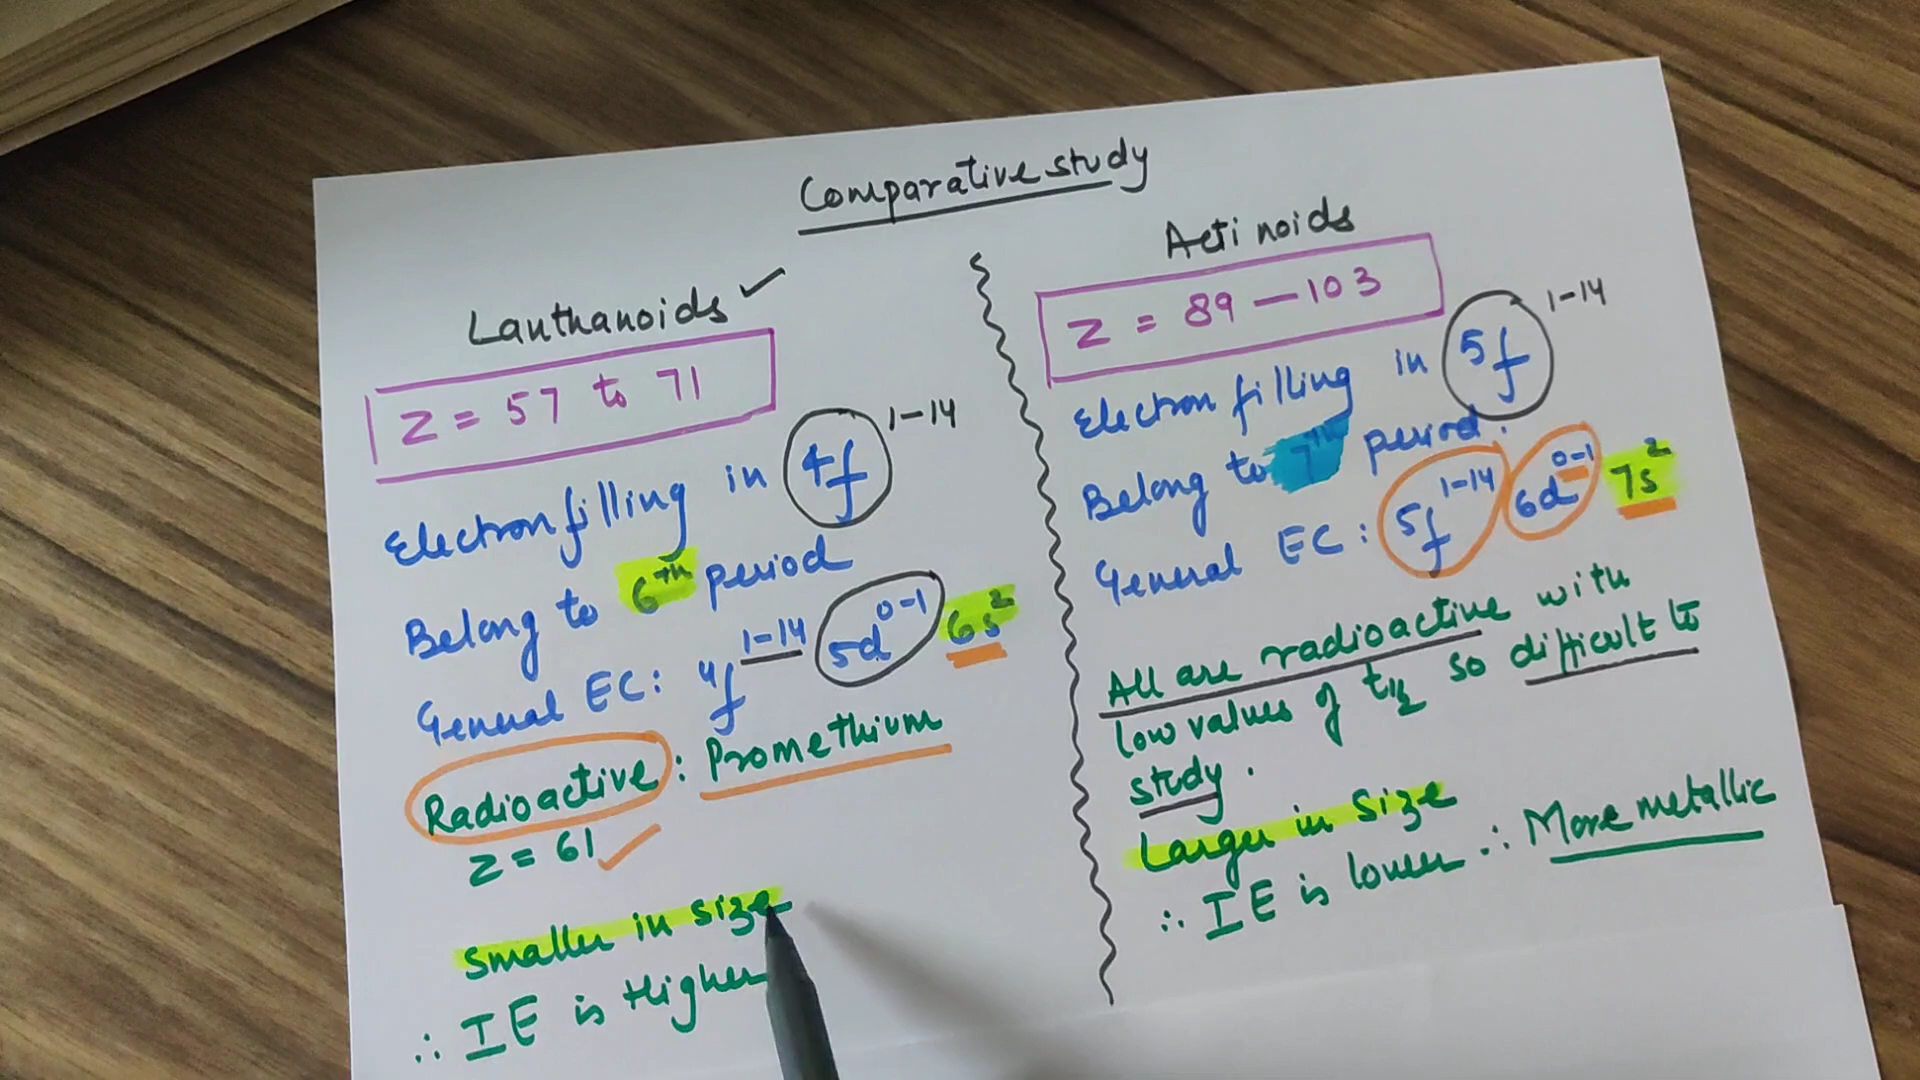 Comparative study
Lanthanoids ✓
Z = 57 to 71
Electron filling in 4f 1-14
Belong to 6th period
General EC: 4f 1-14 5d 0-1 6s 2
Radioactive: Promethium
Z = 61
Smaller in size
∴ IE is Higher
Actinoids
Z = 89 — 103
Electron filling in 5f 1-14
Belong to 7th period.
General EC: 5f 1-14 6d 0-1 7s 2
All are radioactive with
low values of t½ so difficult to
study.
Larger in size
∴ IE is lower ∴ More metallic